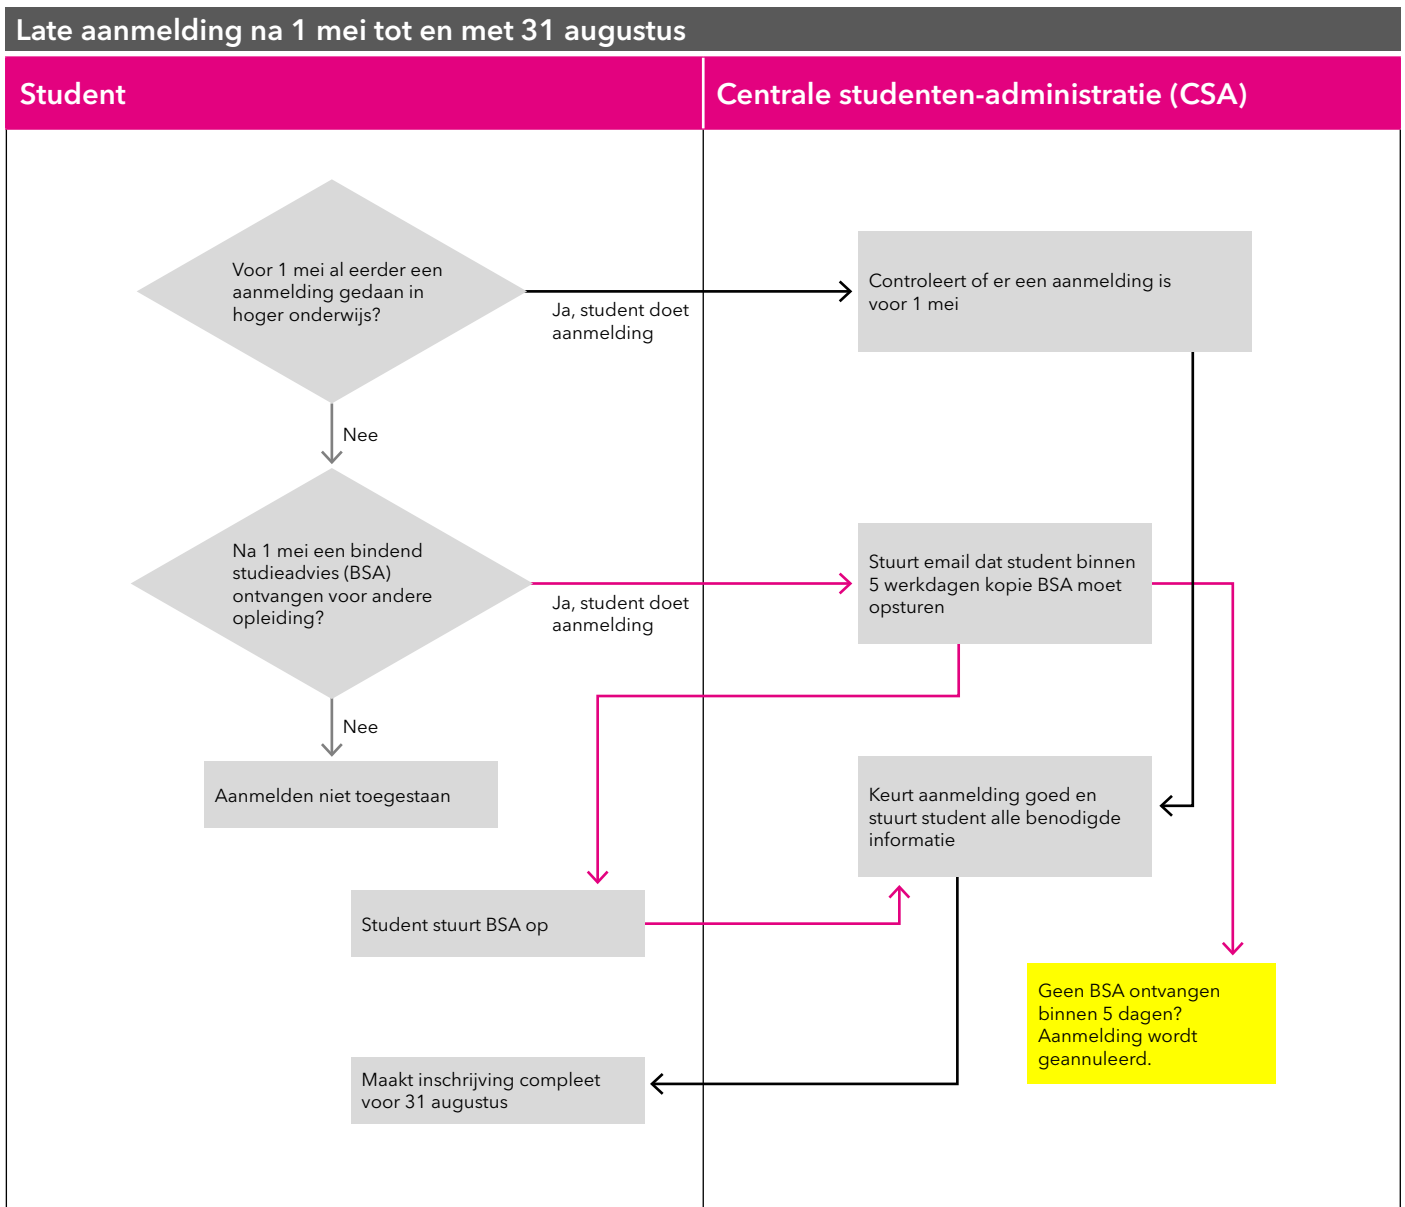 Late aanmelding na 1 mei tot en met 31 augustus
Student
Centrale studenten-administratie (CSA)
Voor 1 mei al eerder een
aanmelding gedaan in
hoger onderwijs?
Ja, student doet
aanmelding
Controleert of er een aanmelding is
voor 1 mei
Nee
Na 1 mei een bindend
studieadvies (BSA)
ontvangen voor andere
opleiding?
Ja, student doet
aanmelding
Stuurt email dat student binnen
5 werkdagen kopie BSA moet
opsturen
Nee
Aanmelden niet toegestaan
Keurt aanmelding goed en
stuurt student alle benodigde
informatie
Student stuurt BSA op
Geen BSA ontvangen
binnen 5 dagen?
Aanmelding wordt
geannuleerd.
Maakt inschrijving compleet
voor 31 augustus